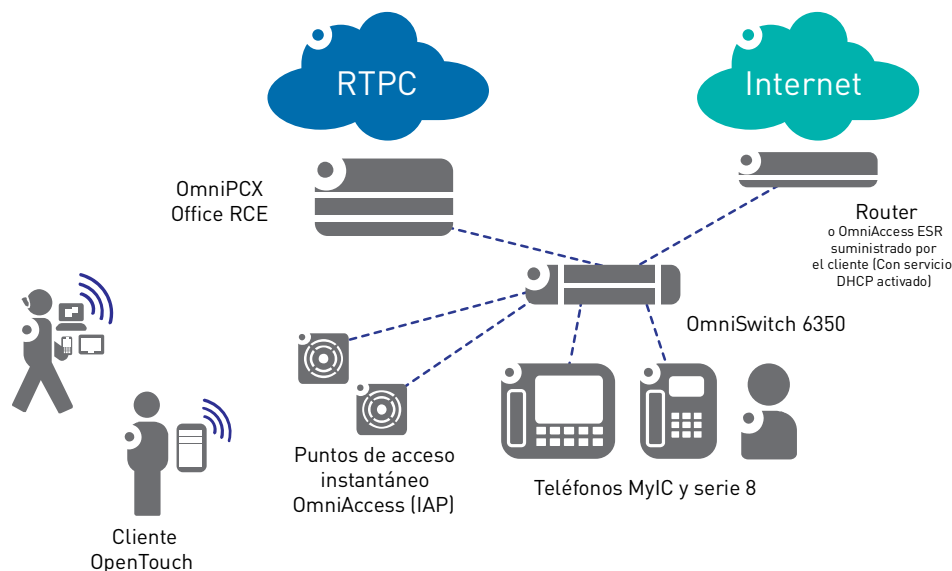 RTPC
Internet
OmniPCX
Office RCE
Router
o OmniAccess ESR
suministrado por
el cliente (Con servicio
DHCP activado)
OmniSwitch 6350
Puntos de acceso
instantáneo
OmniAccess (IAP)
Teléfonos MyIC y serie 8
Cliente
OpenTouch